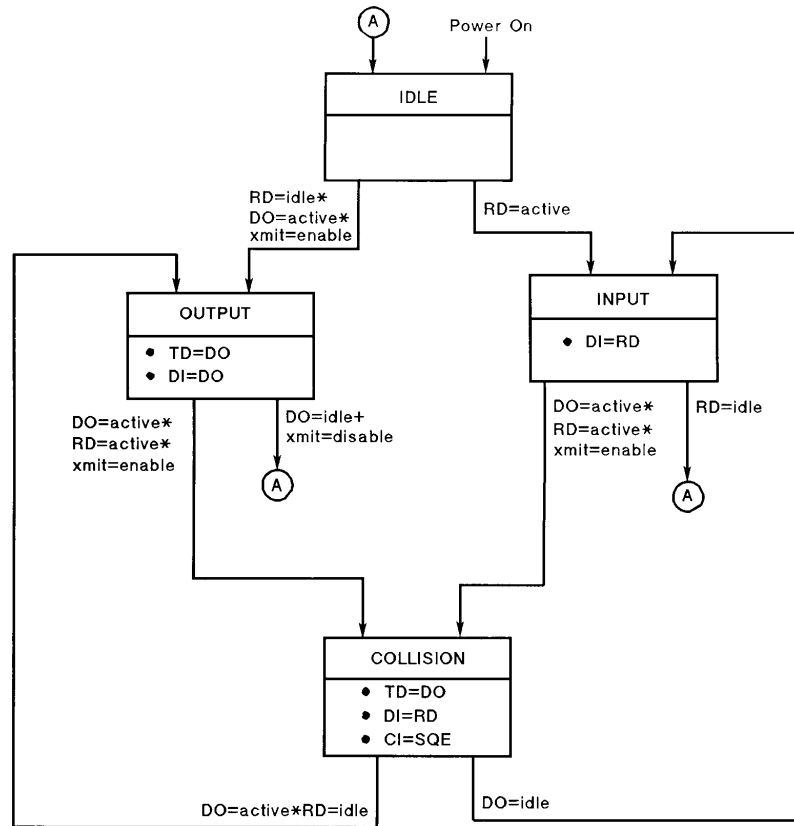 A
Power On
IDLE
RD=idle*
DO=active*
xmit=enable
RD=active
OUTPUT
• TD=DO
• DI=DO
INPUT
• DI=RD
DO=active*
RD=active*
xmit=enable
DO=idle+
xmit=disable
A
DO=active*
RD=active*
xmit=enable
RD=idle
A
COLLISION
• TD=DO
• DI=RD
• CI=SQE
DO=active*RD=idle
DO=idle